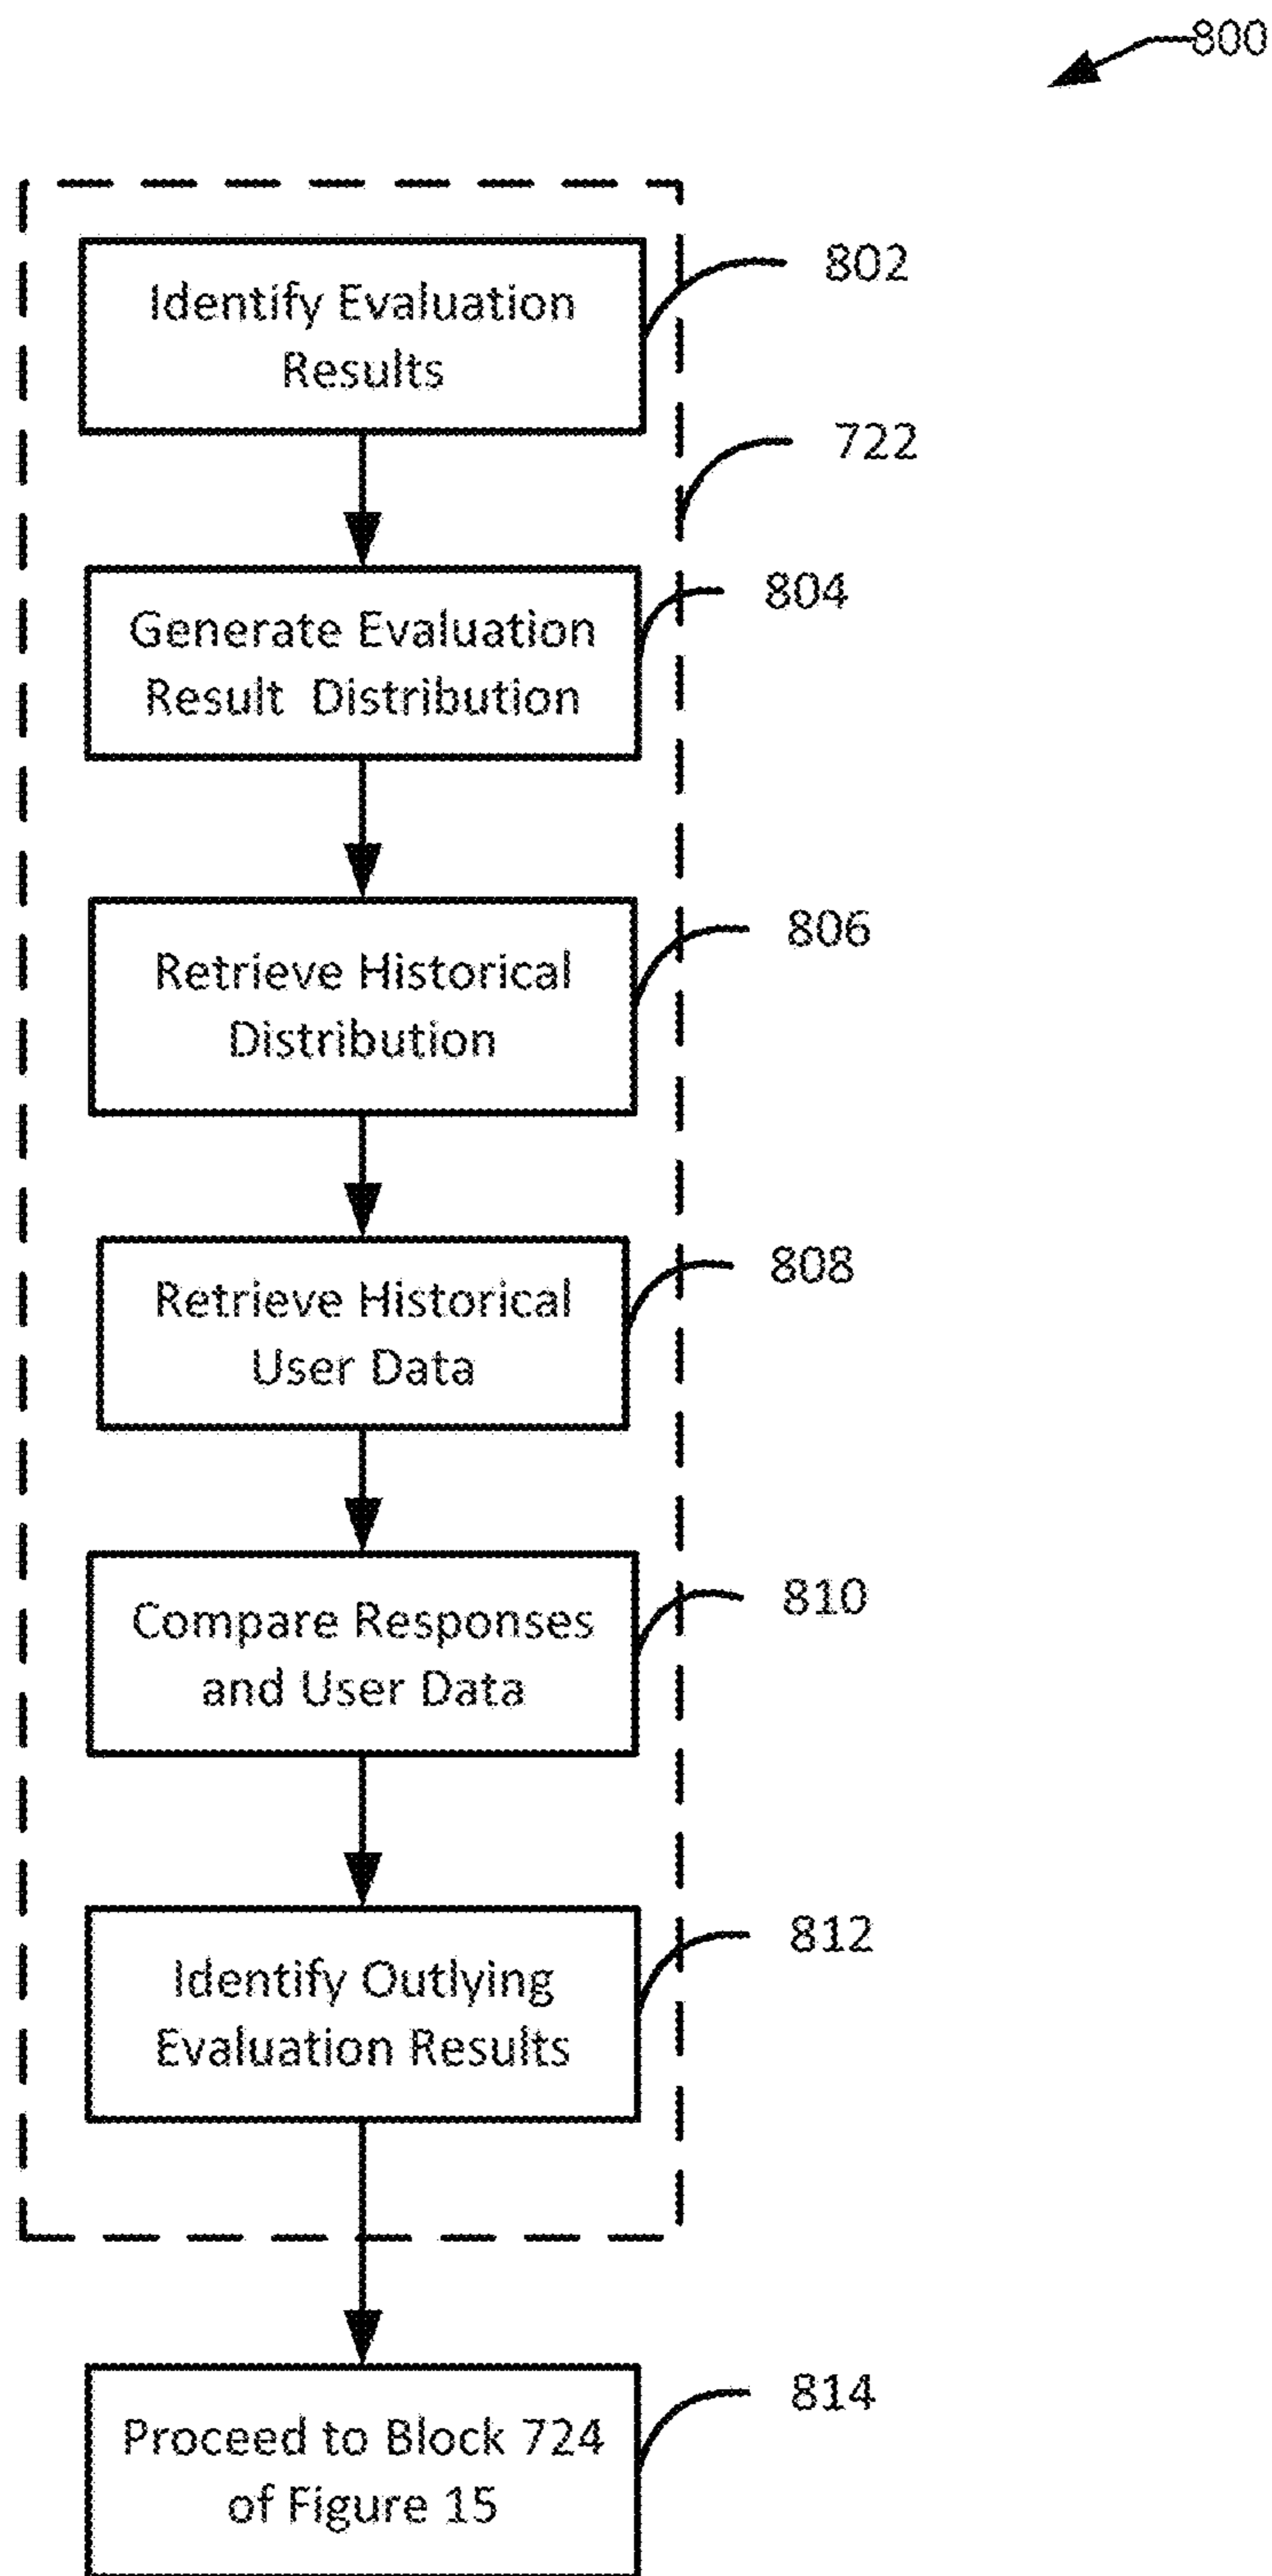 800
Identify Evaluation
Results
802
722
Generate Evaluation
Result Distribution
804
Retrieve Historical
Distribution
806
Retrieve Historical
User Data
808
Compare Responses
and User Data
810
Identify Outlying
Evaluation Results
812
Proceed to Block 724
of Figure 15
814